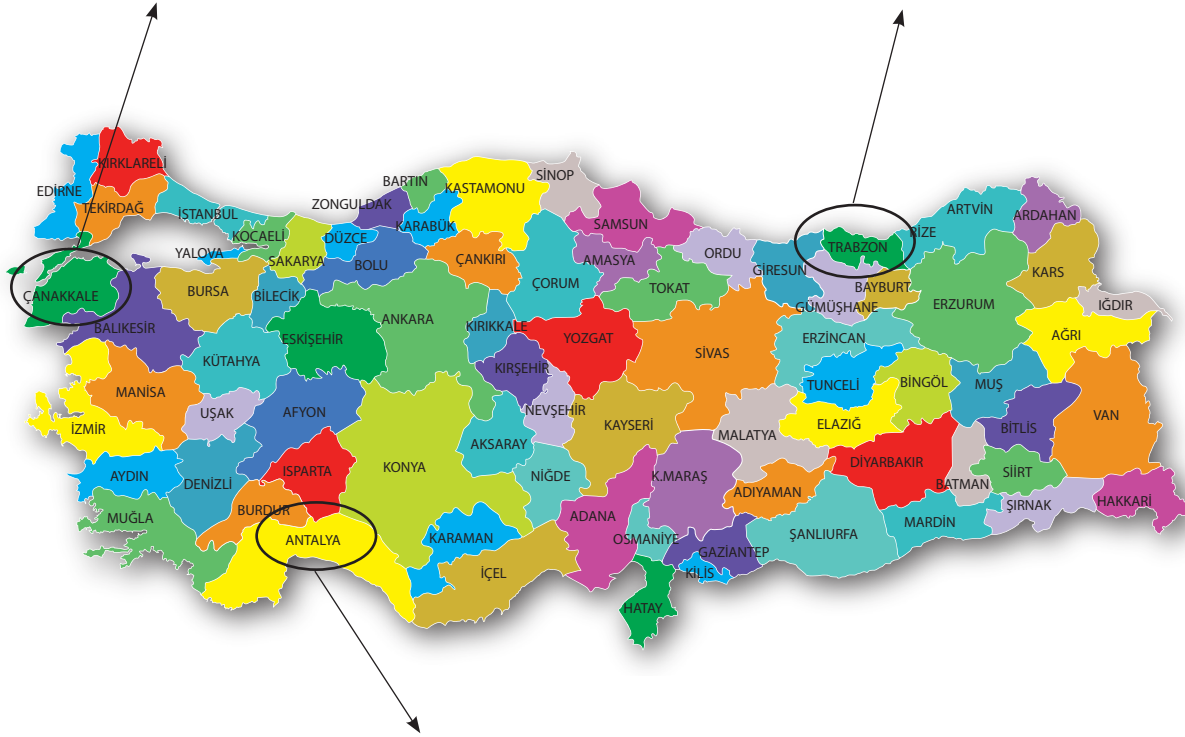 KIRKLARELİ
EDİRNE
TEKİRDAĞ
İSTANBUL
KOCAELİ
YALOVA
SAKARYA
DÜZCE
ZONGULDAK
BARTIN
KARABÜK
KASTAMONU
SİNOP
SAMSUN
BOLU
ÇANKIRI
AMASYA
ORDU
GİRESUN
TRABZON
RİZE
ARTVİN
ARDAHAN
KARS
IĞDIR
ÇANAKKALE
BURSA
BİLECİK
BALIKESİR
ESKİŞEHİR
ANKARA
KIRIKKALE
ÇORUM
TOKAT
YOZGAT
SİVAS
GÜMÜŞHANE
BAYBURT
ERZİNCAN
ERZURUM
AĞRI
KÜTAHYA
MANİSA
UŞAK
AFYON
KIRŞEHİR
NEVŞEHİR
KAYSERİ
TUNCELİ
BİNGÖL
MUŞ
BİTLİS
VAN
İZMİR
AYDIN
DENİZLİ
ISPARTA
KONYA
AKSARAY
NİĞDE
MALATYA
ELAZIĞ
DİYARBAKIR
BATMAN
SİİRT
ŞIRNAK
HAKKARİ
MUĞLA
BURDUR
ANTALYA
KARAMAN
İÇEL
ADANA
K.MARAŞ
ADIYAMAN
OSMANİYE
GAZİANTEP
KİLİS
ŞANLIURFA
MARDİN
HATAY